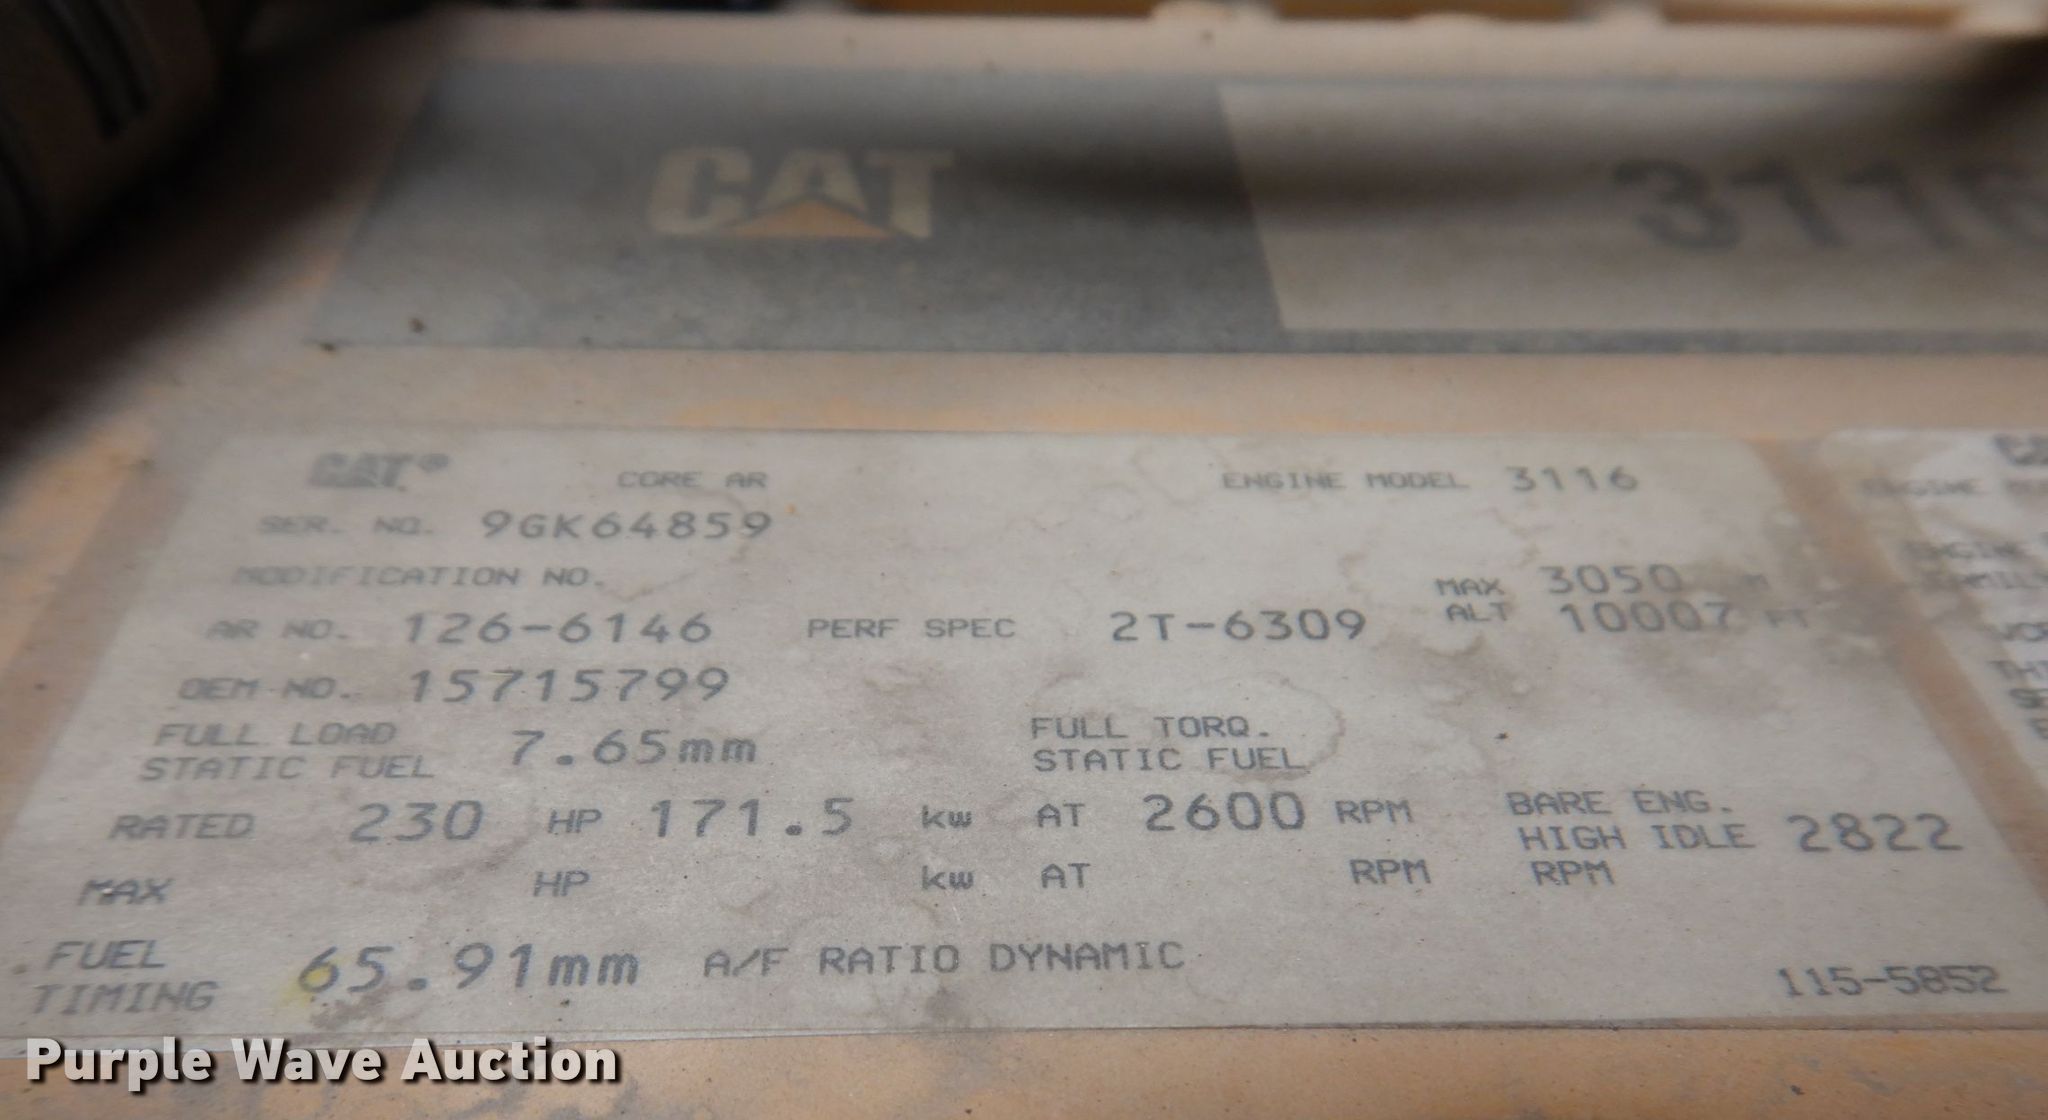 CAT 3116
CAT® CORE AR ENGINE MODEL 3116
SER. NO. 9GK64859
MODIFICATION NO.
AR NO. 126-6146 PERF SPEC 2T-6309 MAX 3050 M
ALT 10007 FT
OEM NO. 15715799
FULL LOAD
STATIC FUEL 7.65mm FULL TORQ.
STATIC FUEL
RATED 230 HP 171.5 kw AT 2600 RPM BARE ENG.
HIGH IDLE 2822
MAX HP kw AT RPM RPM
FUEL
TIMING 65.91mm A/F RATIO DYNAMIC
115-5852
ENGINE
ENGINE
Purple Wave Auction